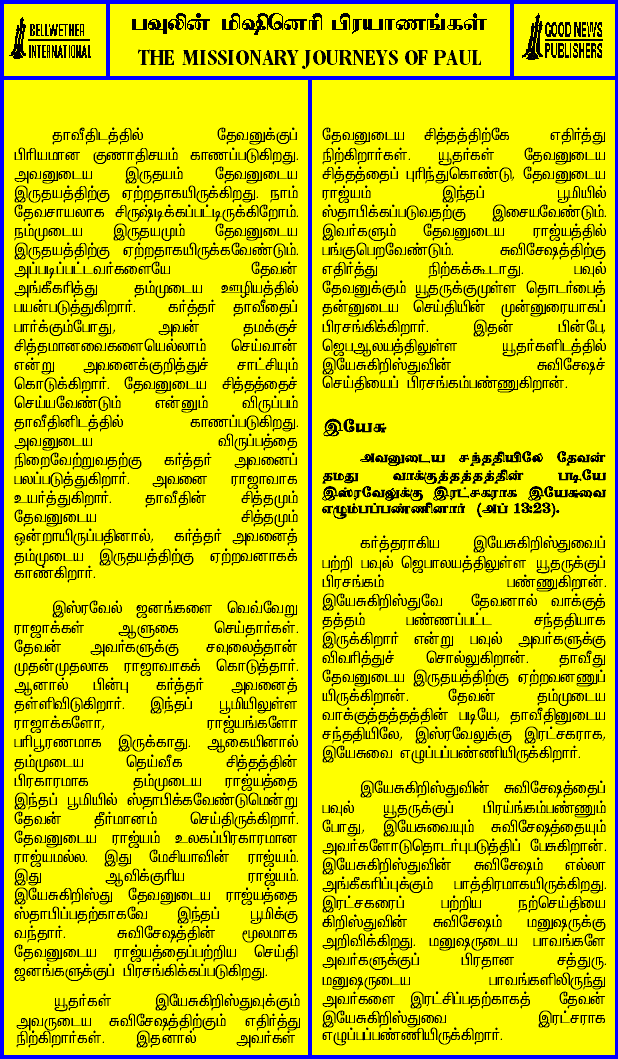 BELLWETHER
INTERNATIONAL
பவுலின் மிஷினெரி பிரயாணங்கள்
THE MISSIONARY JOURNEYS OF PAUL
GOOD NEWS
PUBLISHERS
தாவீதிடத்தில் தேவனுக்குப்
பிரியமான குணாதிசயம் காணப்படுகிறது.
அவனுடைய இருதயம் தேவனுடைய
இருதயத்திற்கு ஏற்றதாகயிருக்கிறது. நாம்
தேவசாயலாக சிருஷ்டிக்கப்பட்டிருக்கிறோம்.
நம்முடைய இருதயமும் தேவனுடைய
இருதயத்திற்கு ஏற்றதாகயிருக்கவேண்டும்.
அப்படிப்பட்டவர்களையே தேவன்
அங்கீகரித்து தம்முடைய ஊழியத்தில்
பயன்படுத்துகிறார். கர்த்தர் தாவீதைப்
பார்க்கும்போது, அவன் தமக்குச்
சித்தமானவைகளையெல்லாம் செய்வான்
என்று அவனைக்குறித்துச் சாட்சியும்
கொடுக்கிறார். தேவனுடைய சித்தத்தைச்
செய்யவேண்டும் என்னும் விருப்பம்
தாவீதினிடத்தில் காணப்படுகிறது.
அவனுடைய விருப்பத்தை
நிறைவேற்றுவதற்கு கர்த்தர் அவனைப்
பலப்படுத்துகிறார். அவனை ராஜாவாக
உயர்த்துகிறார். தாவீதின் சித்தமும்
தேவனுடைய சித்தமும்
ஒன்றாயிருப்பதினால், கர்த்தர் அவனைத்
தம்முடைய இருதயத்திற்கு ஏற்றவனாகக்
காண்கிறார்.
இஸ்ரவேல் ஜனங்களை வெவ்வேறு
ராஜாக்கள் ஆளுகை செய்தார்கள்.
தேவன் அவர்களுக்கு சவுலைத்தான்
முதன்முதலாக ராஜாவாகக் கொடுத்தார்.
ஆனால் பின்பு கர்த்தர் அவனைத்
தள்ளிவிடுகிறார். இந்தப் பூமியிலுள்ள
ராஜாக்களோ, ராஜ்யங்களோ
பரிபூரணமாக இருக்காது. ஆகையினால்
தம்முடைய தெய்வீக சித்தத்தின்
பிரகாரமாக தம்முடைய ராஜ்யத்தை
இந்தப் பூமியில் ஸ்தாபிக்கவேண்டுமென்று
தேவன் தீர்மானம் செய்திருக்கிறார்.
தேவனுடைய ராஜ்யம் உலகப்பிரகாரமான
ராஜ்யமல்ல. இது மேசியாவின் ராஜ்யம்.
இது ஆவிக்குரிய ராஜ்யம்.
இயேசுகிறிஸ்து தேவனுடைய ராஜ்யத்தை
ஸ்தாபிப்பதற்காகவே இந்தப் பூமிக்கு
வந்தார். சுவிசேஷத்தின் மூலமாக
தேவனுடைய ராஜ்யத்தைப்பற்றிய செய்தி
ஜனங்களுக்குப் பிரசங்கிக்கப்படுகிறது.
யூதர்கள் இயேசுகிறிஸ்துவுக்கும்
அவருடைய சுவிசேஷத்திற்கும் எதிர்த்து
நிற்கிறார்கள். இதனால் அவர்கள்
தேவனுடைய சித்தத்திற்கே எதிர்த்து
நிற்கிறார்கள். யூதர்கள் தேவனுடைய
சித்தத்தைப் புரிந்துகொண்டு, தேவனுடைய
ராஜ்யம் இந்தப் பூமியில்
ஸ்தாபிக்கப்படுவதற்கு இசையவேண்டும்.
இவர்களும் தேவனுடைய ராஜ்யத்தில்
பங்குபெறவேண்டும். சுவிசேஷத்திற்கு
எதிர்த்து நிற்கக்கூடாது. பவுல்
தேவனுக்கும் யூதருக்குமுள்ள தொடர்பைத்
தன்னுடைய செய்தியின் முன்னுரையாகப்
பிரசங்கிக்கிறார். இதன் பின்பே,
ஜெபஆலயத்திலுள்ள யூதர்களிடத்தில்
இயேசுகிறிஸ்துவின் சுவிசேஷச்
செய்தியைப் பிரசங்கம்பண்ணுகிறான்.
இயேசு
அவனுடைய சந்ததியிலே தேவன்
தமது வாக்குத்தத்தத்தின் படியே
இஸ்ரவேலுக்கு இரட்சகராக இயேசுவை
எழும்பப்பண்ணினார் (அப் 13:23).
கர்த்தராகிய இயேசுகிறிஸ்துவைப்
பற்றி பவுல் ஜெபாலயத்திலுள்ள யூதருக்குப்
பிரசங்கம் பண்ணுகிறான்.
இயேசுகிறிஸ்துவே தேவனால் வாக்குத்
தத்தம் பண்ணப்பட்ட சந்ததியாக
இருக்கிறார் என்று பவுல் அவர்களுக்கு
விவரித்துச் சொல்லுகிறான். தாவீது
தேவனுடைய இருதயத்திற்கு ஏற்றவனணுப்
யிருக்கிறான். தேவன் தம்முடைய
வாக்குத்தத்தத்தின் படியே, தாவீதினுடைய
சந்ததியிலே, இஸ்ரவேலுக்கு இரட்சகராக,
இயேசுவை எழுப்பப்பண்ணியிருக்கிறார்.
இயேசுகிறிஸ்துவின் சுவிசேஷத்தைப்
பவுல் யூதருக்குப் பிரய்ங்கம்பண்ணும்
போது, இயேசுவையும் சுவிசேஷத்தையும்
அவர்களோடுதொடர்புபடுத்திப் பேசுகிறான்.
இயேசுகிறிஸ்துவின் சுவிசேஷம் எல்லா
அங்கீகரிப்புக்கும் பாத்திரமாகயிருக்கிறது.
இரட்சகரைப் பற்றிய நற்செய்தியை
கிறிஸ்துவின் சுவிசேஷம் மனுஷருக்கு
அறிவிக்கிறது. மனுஷருடைய பாவங்களே
அவர்களுக்குப் பிரதான சத்துரு.
மனுஷருடைய பாவங்களிலிருந்து
அவர்களை இரட்சிப்பதற்காகத் தேவன்
இயேசுகிறிஸ்துவை இரட்சராக
எழுப்பப்பண்ணியிருக்கிறார்.